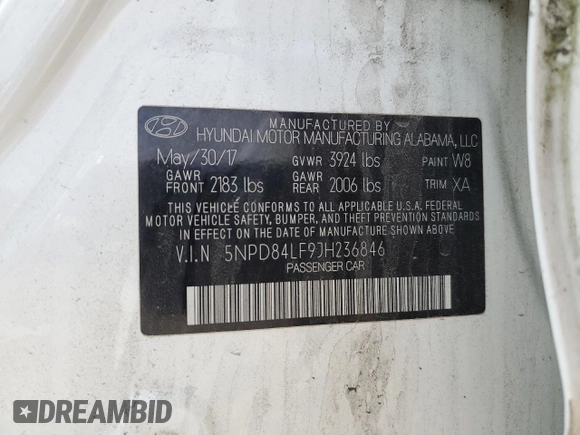 MANUFACTURED BY
HYUNDAI MOTOR MANUFACTURING ALABAMA, LLC
May/30/17 GVWR 3924 lbs PAINT W8
GAWR FRONT 2183 lbs GAWR REAR 2006 lbs TRIM XA
THIS VEHICLE CONFORMS TO ALL APPLICABLE U.S.A. FEDERAL
MOTOR VEHICLE SAFETY, BUMPER, AND THEFT PREVENTION STANDARDS
IN EFFECT ON THE DATE OF MANUFACTURE SHOWN ABOVE.
V.I.N 5NPD84LF9JH236846
PASSENGER CAR
DREAMBID